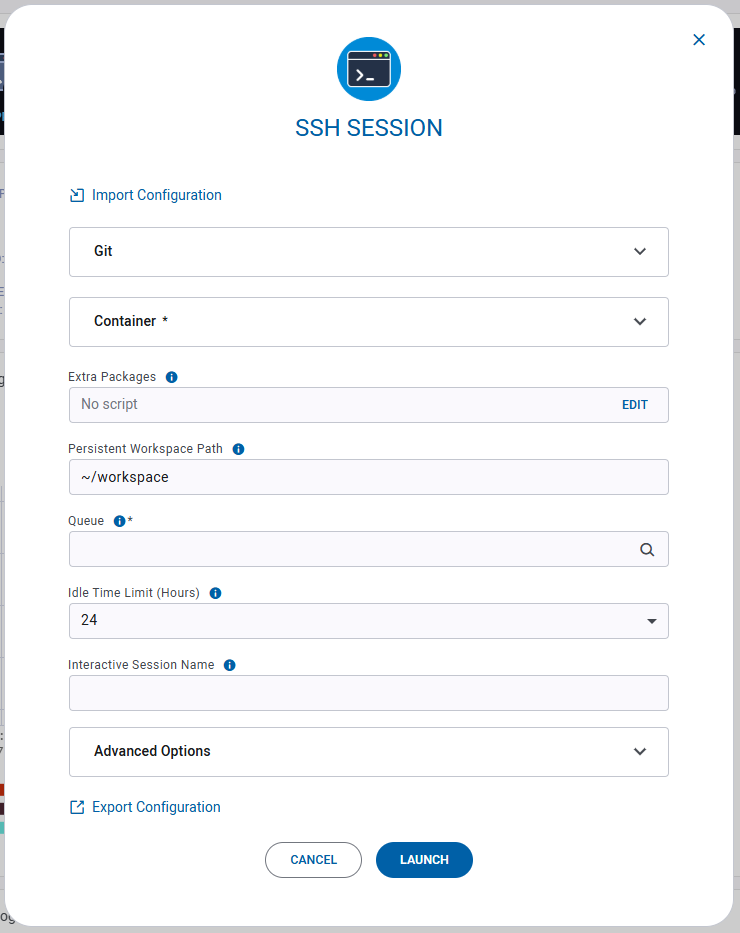 SSH SESSION
Import Configuration
Git
Container *
Extra Packages
No script EDIT
Persistent Workspace Path
~/workspace
Queue *
Idle Time Limit (Hours)
24
Interactive Session Name
Advanced Options
Export Configuration
CANCEL LAUNCH